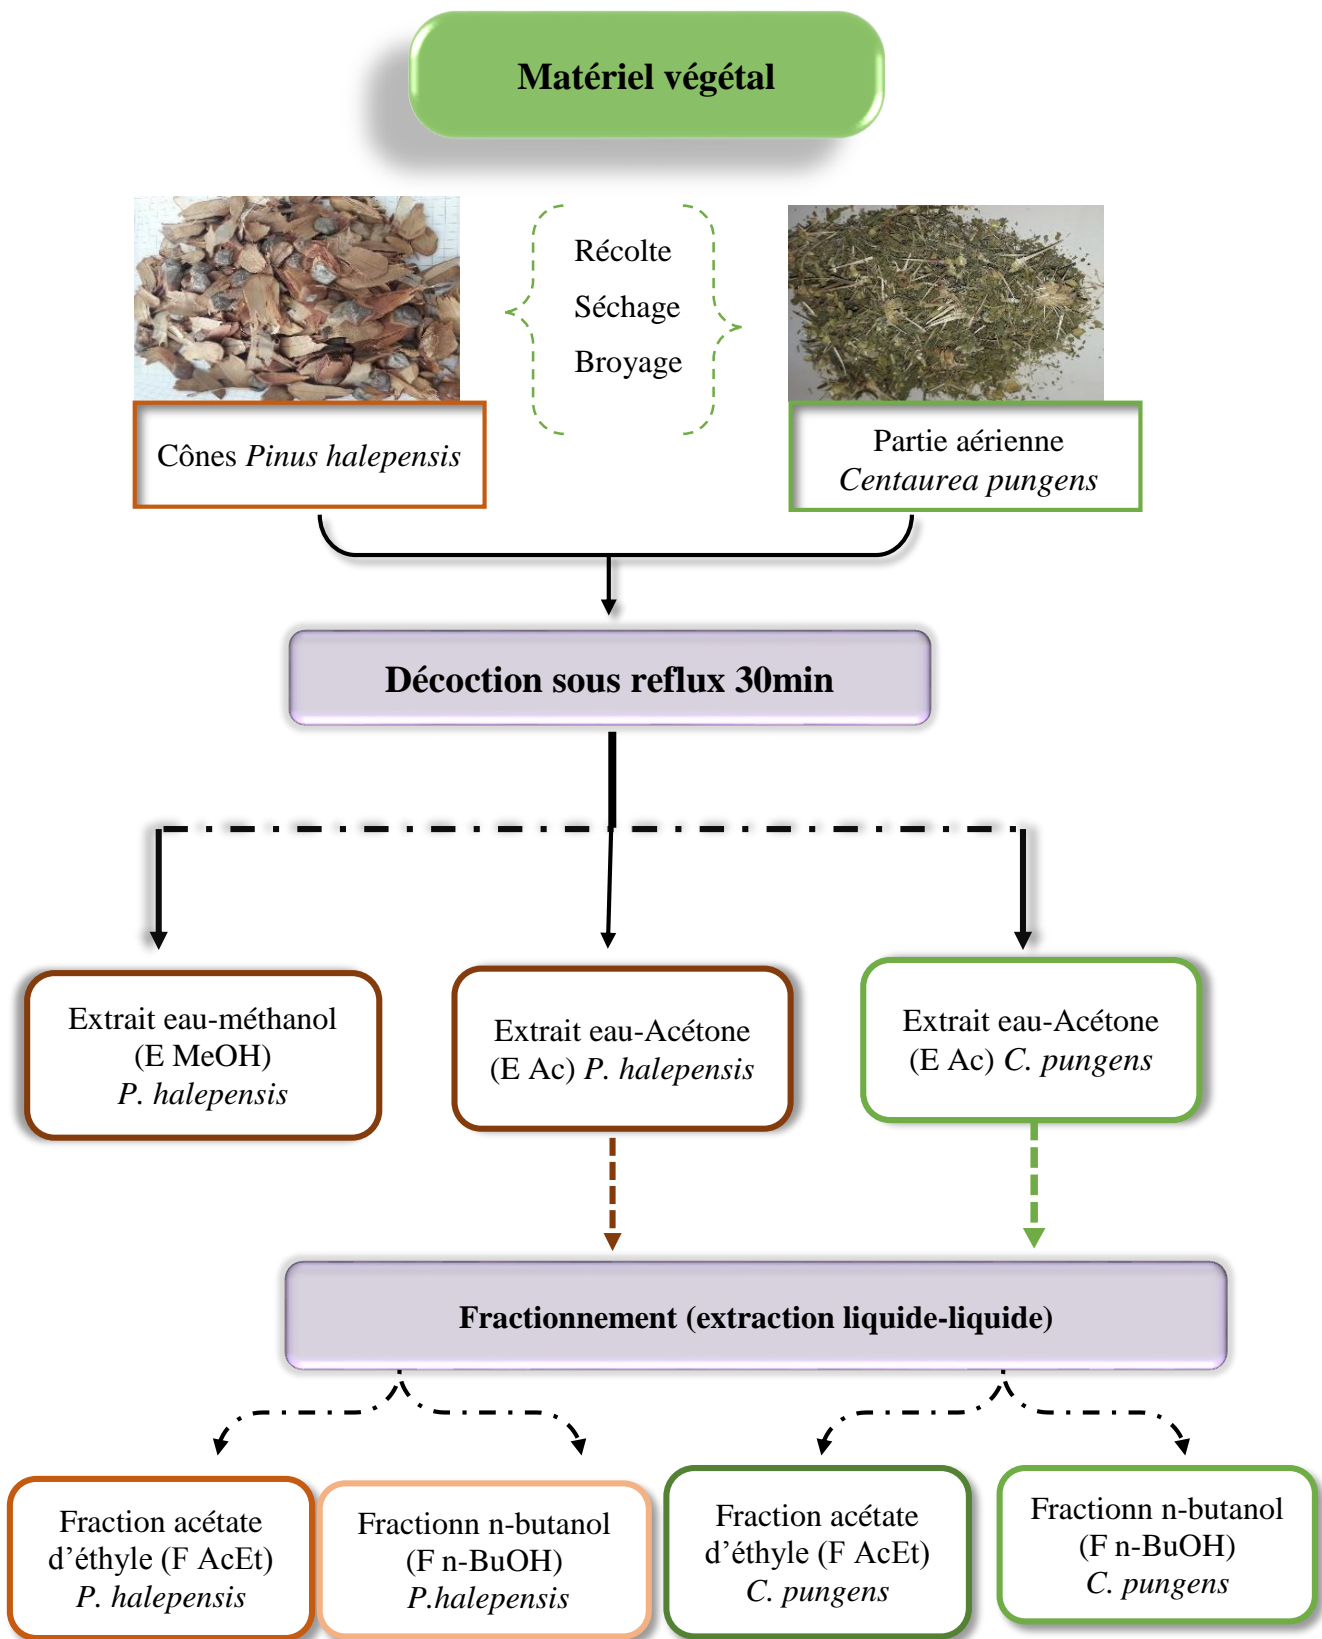 Matériel végétal
Récolte
Séchage
Broyage
Cônes Pinus halepensis
Partie aérienne
Centaurea pungens
Décoction sous reflux 30min
Extrait eau-méthanol
(E MeOH)
P. halepensis
Extrait eau-Acétone
(E Ac) P. halepensis
Extrait eau-Acétone
(E Ac) C. pungens
Fractionnement (extraction liquide-liquide)
Fraction acétate
d’éthyle (F AcEt)
P. halepensis
Fractionn n-butanol
(F n-BuOH)
P.halepensis
Fraction acétate
d’éthyle (F AcEt)
C. pungens
Fractionn n-butanol
(F n-BuOH)
C. pungens